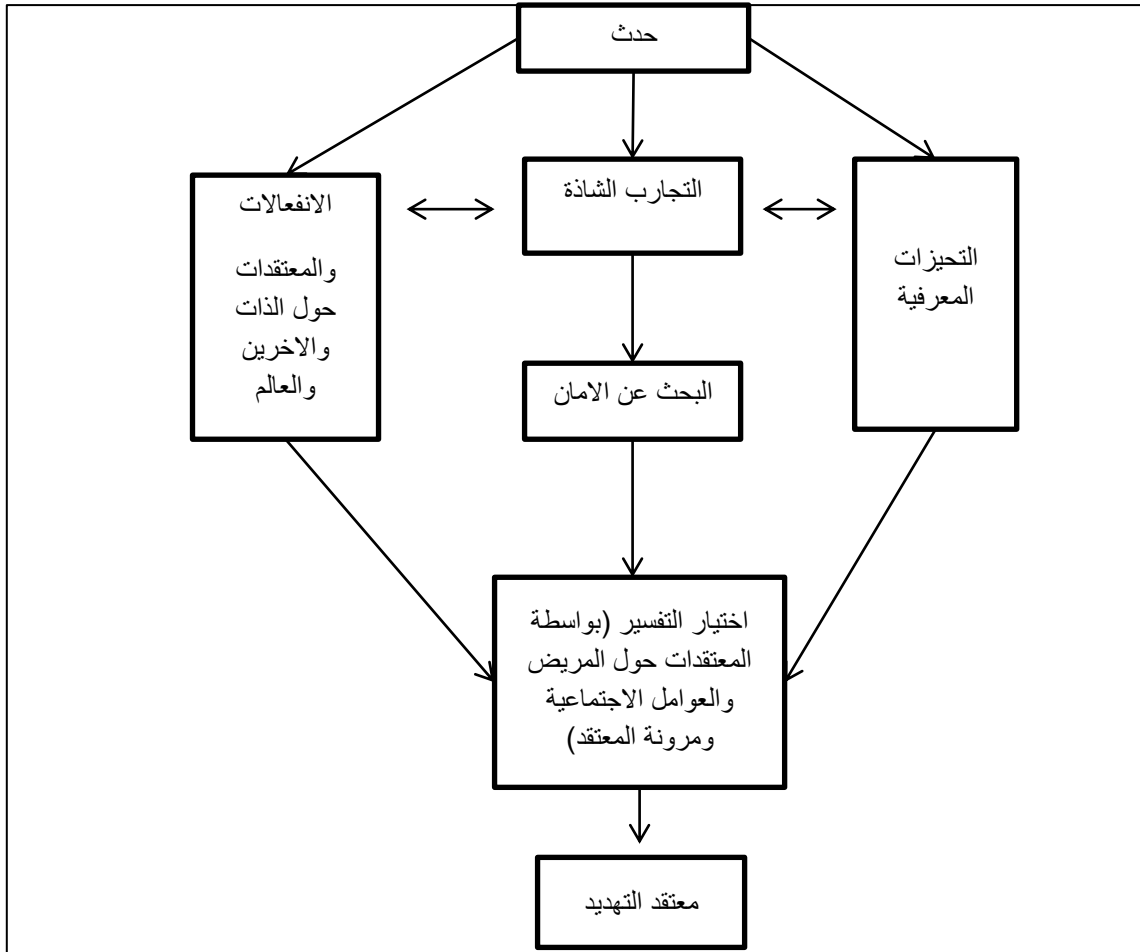 حدث
التجارب الشاذة
الانفعالات
والمعتقدات
حول الذات
والاخرين
والعالم
التحيزات
المعرفية
البحث عن الامان
اختيار التفسير (بواسطة
المعتقدات حول المريض
والعوامل الاجتماعية
ومرونة المعتقد)
معتقد التهديد